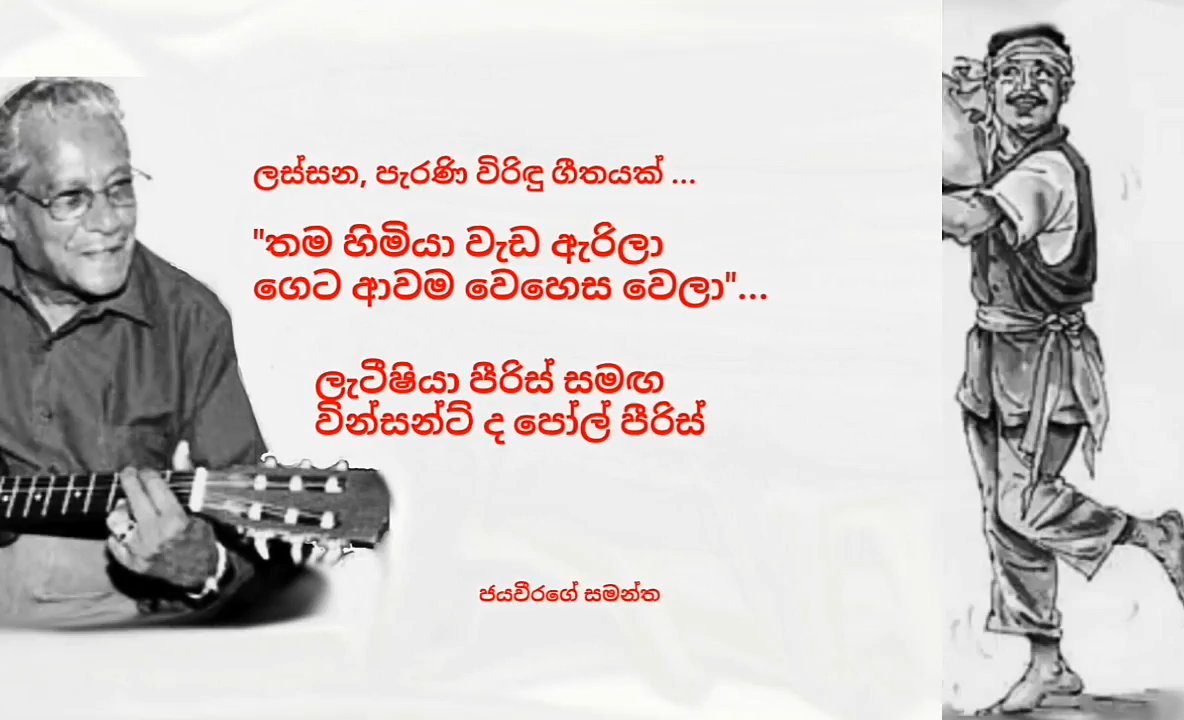 ලස්සන, පැරණි විරිඳු ගීතයක් ...
"තම හිමියා වැඩ ඇරිලා
ගෙට ආවම වෙහෙස වෙලා"...
ලැටීෂියා පීරිස් සමඟ
වින්සන්ට් ද පෝල් පීරිස්
ජයවීරගේ සමන්ත